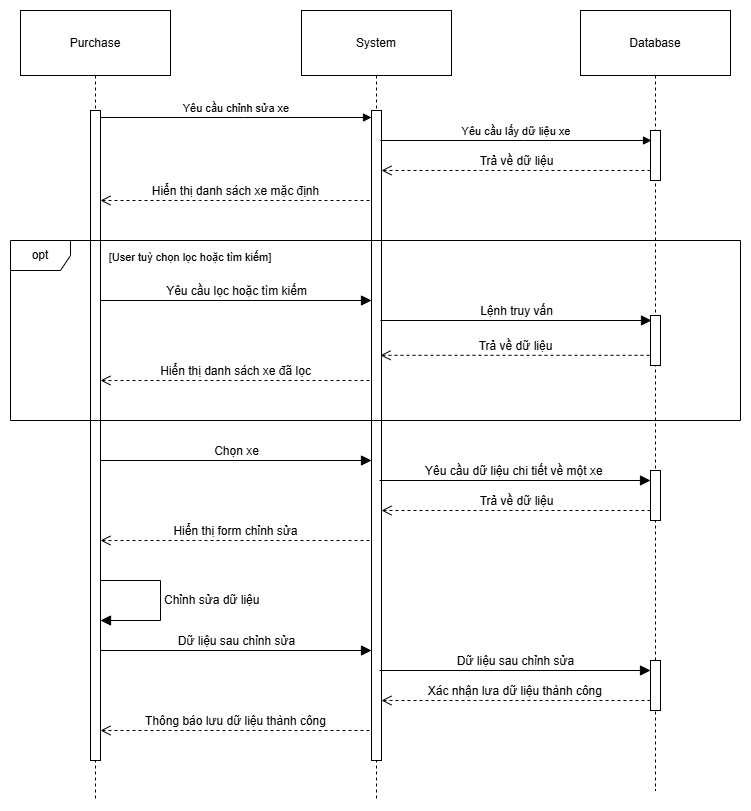 Purchase
System
Database
Yêu cầu chỉnh sửa xe
Yêu cầu lấy dữ liệu xe
Trả về dữ liệu
Hiển thị danh sách xe mặc định
opt
[User tuỳ chọn lọc hoặc tìm kiếm]
Yêu cầu lọc hoặc tìm kiếm
Lệnh truy vấn
Trả về dữ liệu
Hiển thị danh sách xe đã lọc
Chọn xe
Yêu cầu dữ liệu chi tiết về một xe
Trả về dữ liệu
Hiển thị form chỉnh sửa
Chỉnh sửa dữ liệu
Dữ liệu sau chỉnh sửa
Dữ liệu sau chỉnh sửa
Xác nhận lưa dữ liệu thành công
Thông báo lưu dữ liệu thành công